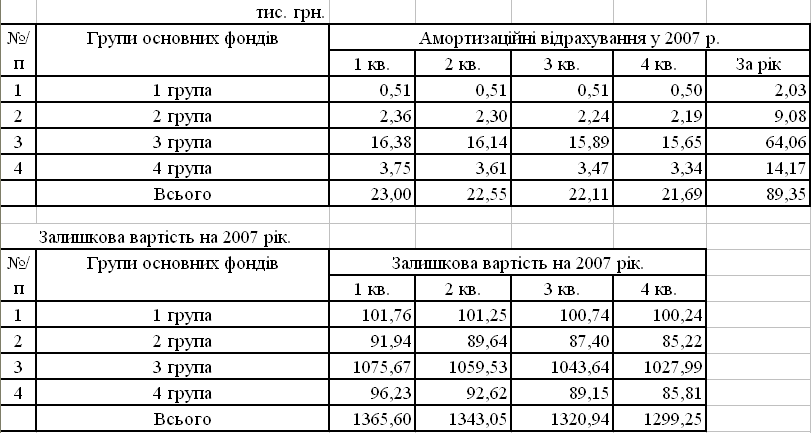 тис. грн.
№/п Групи основних фондів Амортизаційні відрахування у 2007 р.
1 кв. 2 кв. 3 кв. 4 кв. За рік
1 1 група 0,51 0,51 0,51 0,50 2,03
2 2 група 2,36 2,30 2,24 2,19 9,08
3 3 група 16,38 16,14 15,89 15,65 64,06
4 4 група 3,75 3,61 3,47 3,34 14,17
Всього 23,00 22,55 22,11 21,69 89,35
Залишкова вартість на 2007 рік.
№/п Групи основних фондів Залишкова вартість на 2007 рік.
1 кв. 2 кв. 3 кв. 4 кв.
1 1 група 101,76 101,25 100,74 100,24
2 2 група 91,94 89,64 87,40 85,22
3 3 група 1075,67 1059,53 1043,64 1027,99
4 4 група 96,23 92,62 89,15 85,81
Всього 1365,60 1343,05 1320,94 1299,25